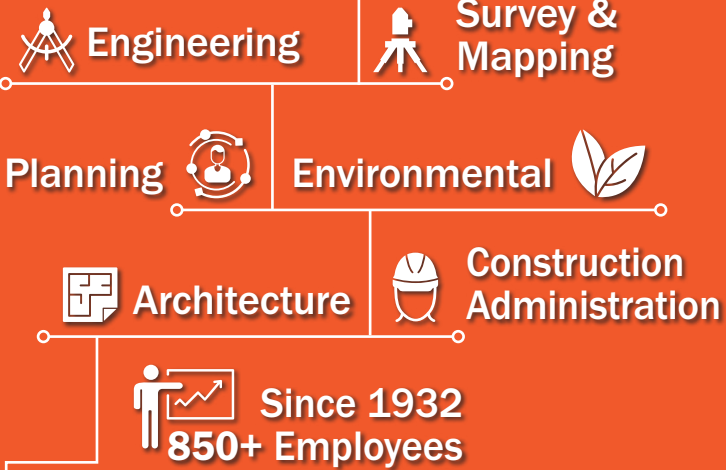 Engineering
Survey &
Mapping
Planning
Environmental
Architecture
Construction
Administration
Since 1932
850+ Employees